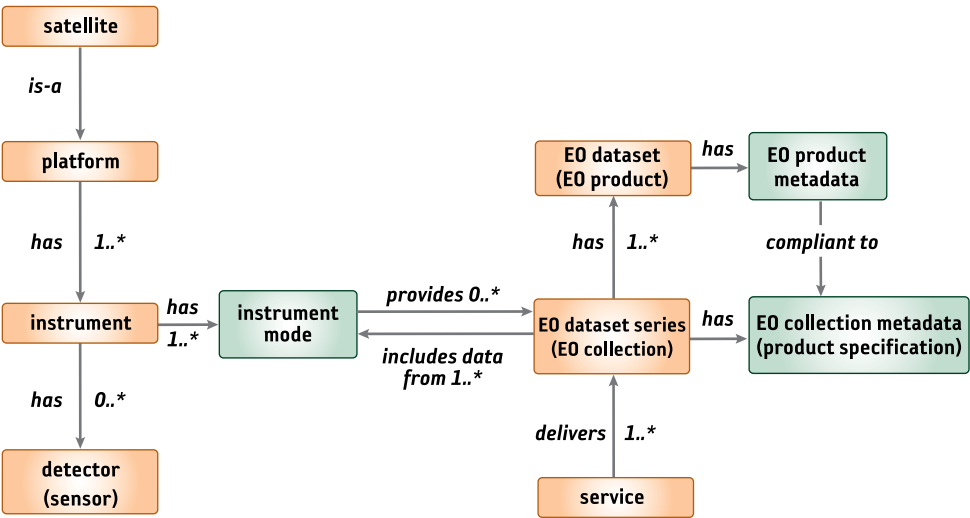 satellite
is-a
platform
has 1..*
instrument
has
1..*
has 0..*
detector
(sensor)
instrument
mode
provides 0..*
includes data
from 1..*
EO dataset
(EO product)
has
EO product
metadata
compliant to
has 1..*
EO dataset series
(EO collection)
has
EO collection metadata
(product specification)
delivers 1..*
service